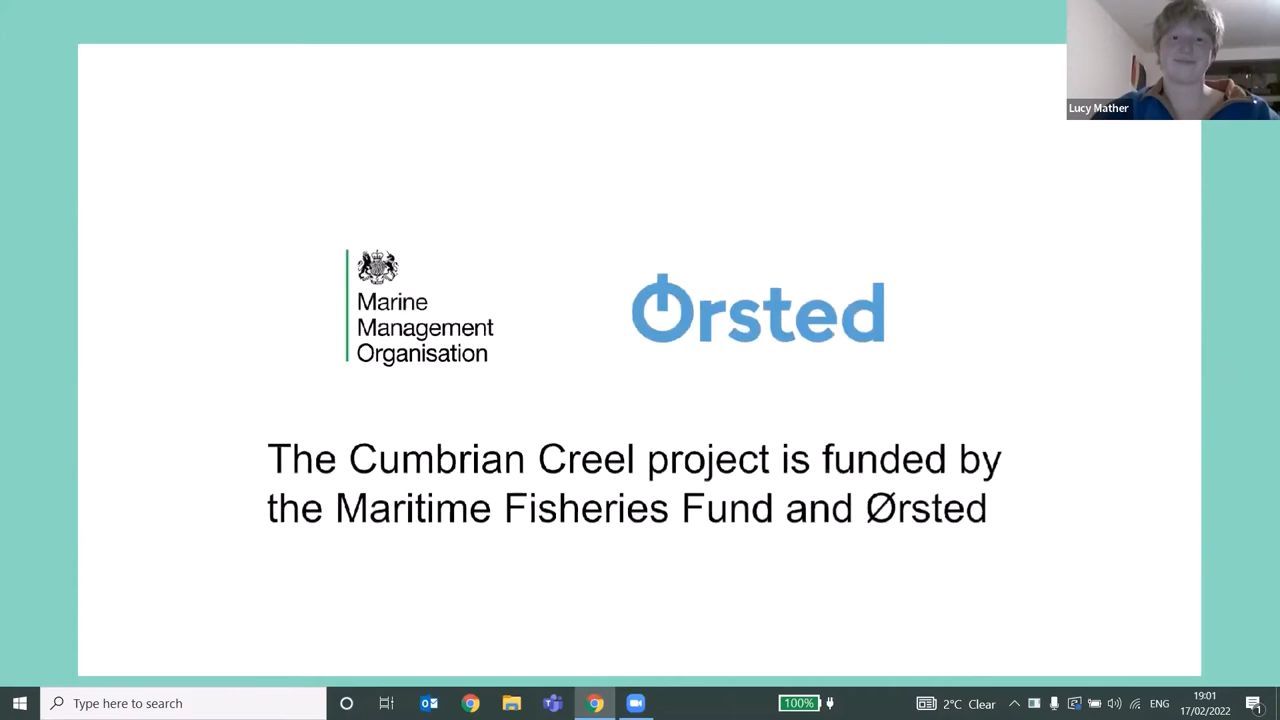 Lucy Mather
Marine
Management
Organisation
Ørsted
The Cumbrian Creel project is funded by
the Maritime Fisheries Fund and Ørsted
Type here to search
100%
2°C Clear
ENG
19:01
17/02/2022
1